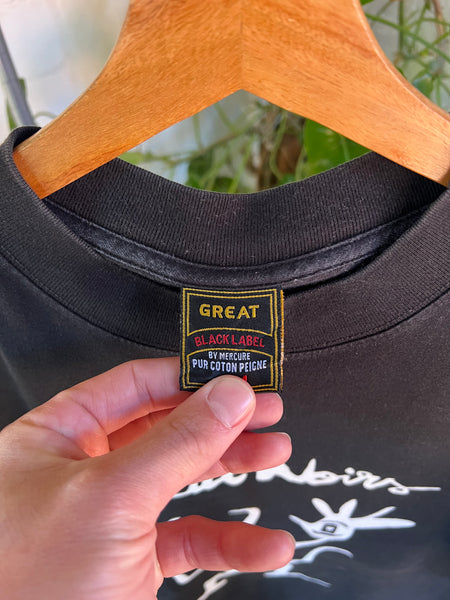 GREAT
BLACK LABEL
BY MERCURE
PUR COTON PEIGNE